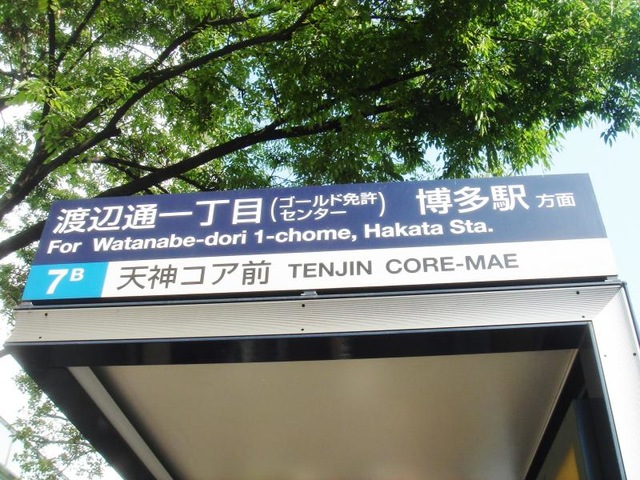 渡辺通一丁目(ゴールド免許センター) 博多駅 方面
For Watanabe-dori 1-chome, Hakata Sta.
7B 天神コア前 TENJIN CORE-MAE